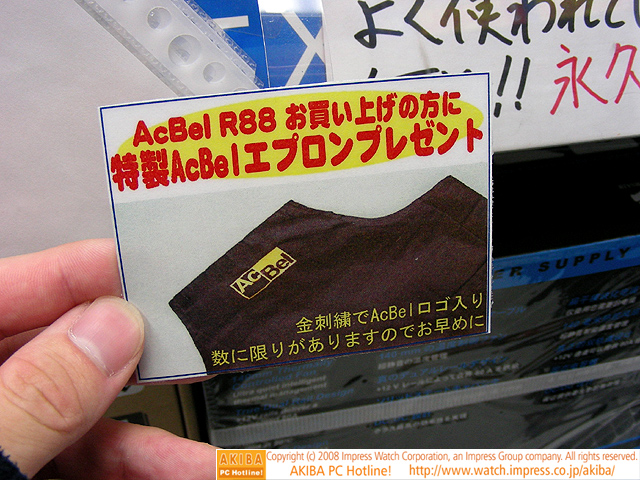 よく使われてい
!! 永久
AcBel R88 お買い上げの方に
特製AcBelエプロンプレゼント
AcBel
金刺繍でAcBelロゴ入り
数に限りがありますのでお早めに
ER SUPPLY
AKIBA
PC Hotline!
Copyright (c) 2008 Impress Watch Corporation, an Impress Group company. All rights reserved.
AKIBA PC Hotline! http://www.watch.impress.co.jp/akiba/